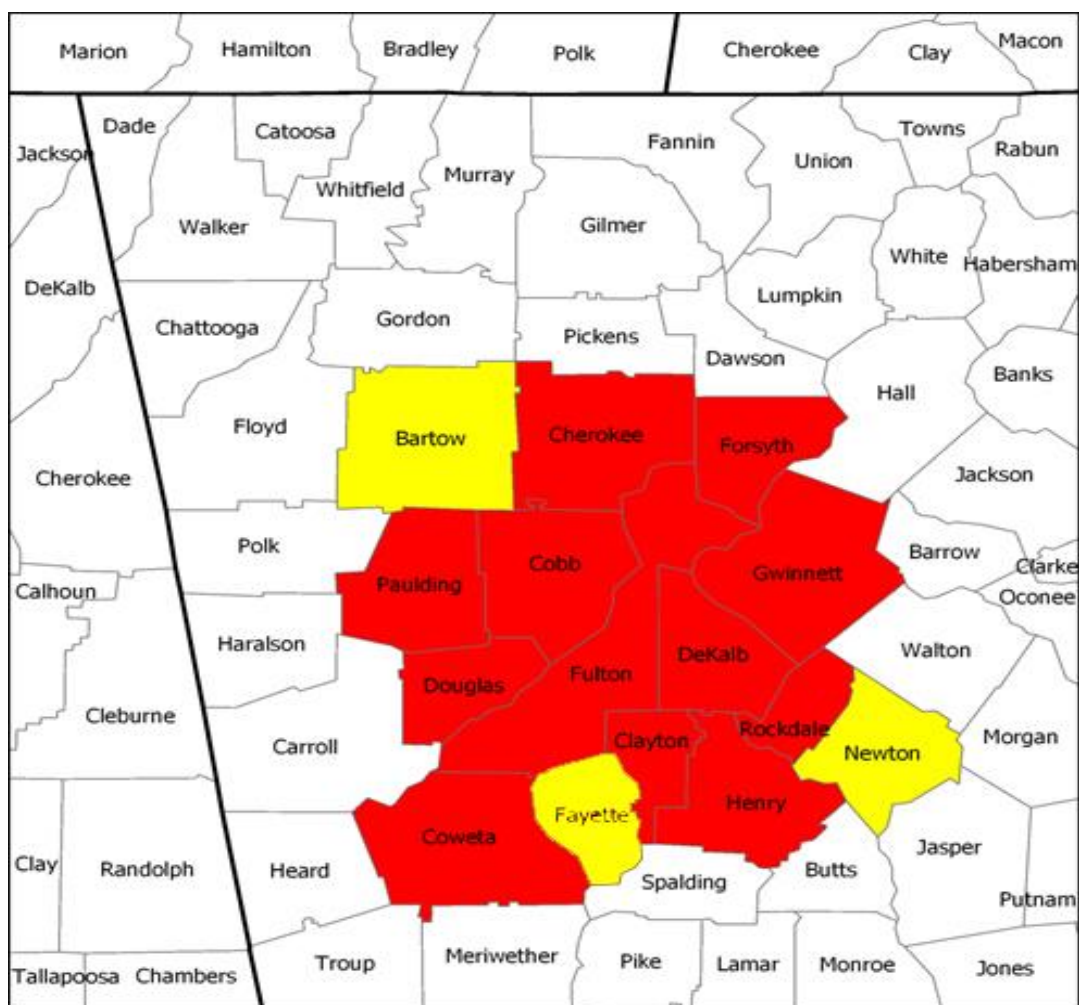 Marion
Hamilton
Bradley
Polk
Cherokee
Clay
Macon
Jackson
Dade
Catoosa
Whitfield
Murray
Fannin
Union
Towns
Rabun
Walker
Gilmer
White
Habersham
DeKalb
Chattooga
Gordon
Pickens
Lumpkin
Dawson
Hall
Banks
Floyd
Bartow
Cherokee
Forsyth
Cherokee
Jackson
Polk
Paulding
Cobb
Gwinnett
Barrow
Clarke
Oconee
Calhoun
Haralson
Douglas
Fulton
DeKalb
Walton
Cleburne
Carroll
Clayton
Rockdale
Newton
Morgan
Clay
Randolph
Heard
Coweta
Fayette
Henry
Spalding
Butts
Jasper
Putnam
Tallapoosa
Chambers
Troup
Meriwether
Pike
Lamar
Monroe
Jones